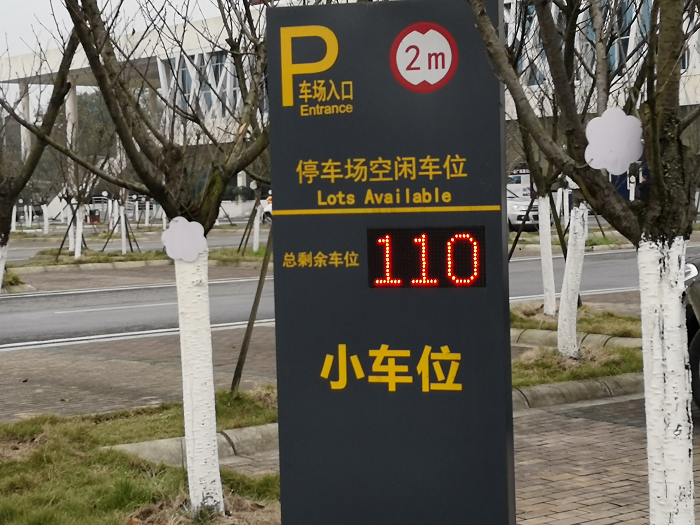 P
车场入口
Entrance
2m
停车场空闲车位
Lots Available
总剩余车位 110
小车位